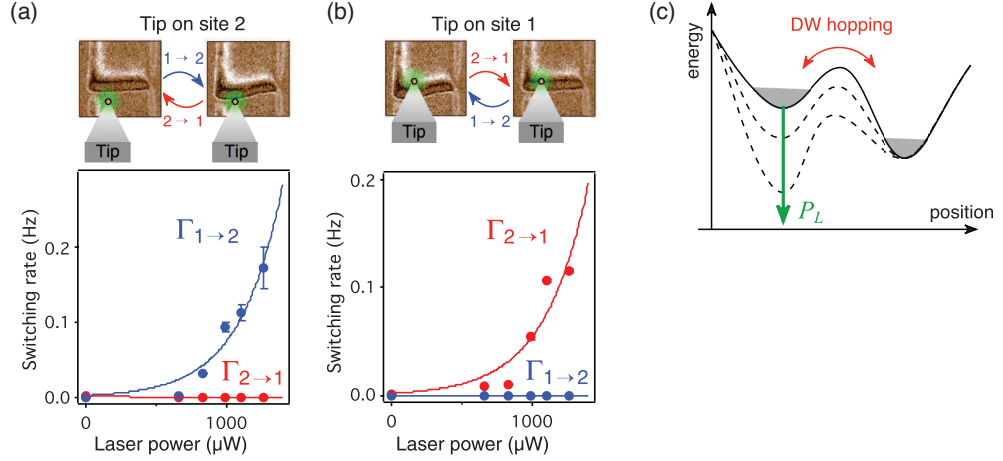 (a)
Tip on site 2
1 → 2
2 → 1
Tip
Tip
Switching rate (Hz)
0.2
0.1
0.0
Γ1→2
Γ2→1
0
1000
Laser power (µW)
(b)
Tip on site 1
2 → 1
1 → 2
Tip
Tip
Switching rate (Hz)
0.2
0.1
0.0
Γ2→1
Γ1→2
0
1000
Laser power (µW)
(c)
energy
DW hopping
PL
position